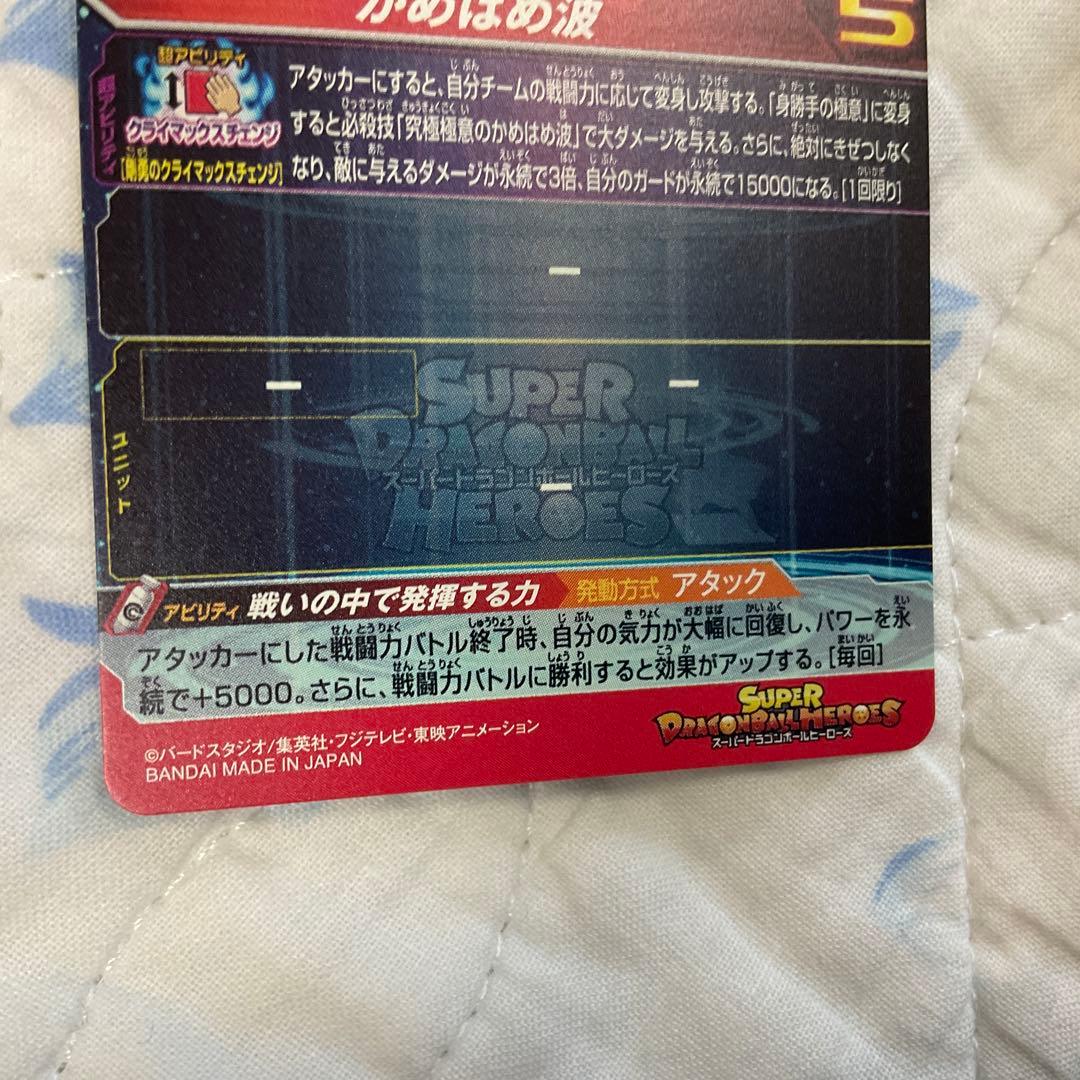 かめはめ波
5
超アビリティ
超アビリティ
クライマックスチェンジ
[剛勇のクライマックスチェンジ]
アタッカーにすると、自分チームの戦闘力に応じて変身し攻撃する。「身勝手の極意」に変身
すると必殺技「究極極意のかめはめ波」で大ダメージを与える。さらに、絶対にきぜつしなく
なり、敵に与えるダメージが永続で3倍、自分のガードが永続で15000になる。[1回限り]
ー
ユニット
ー
ー
ー
SUPER
DRAGONBALL
スーパードラゴンボールヒーローズ
HEROES
アビリティ 戦いの中で発揮する力 発動方式 アタック
アタッカーにした戦闘力バトル終了時、自分の気力が大幅に回復し、パワーを永
続で+5000。さらに、戦闘力バトルに勝利すると効果がアップする。[毎回]
©バードスタジオ/集英社・フジテレビ・東映アニメーション
BANDAI MADE IN JAPAN
SUPER
DRAGONBALL HEROES
スーパードラゴンボールヒーローズ